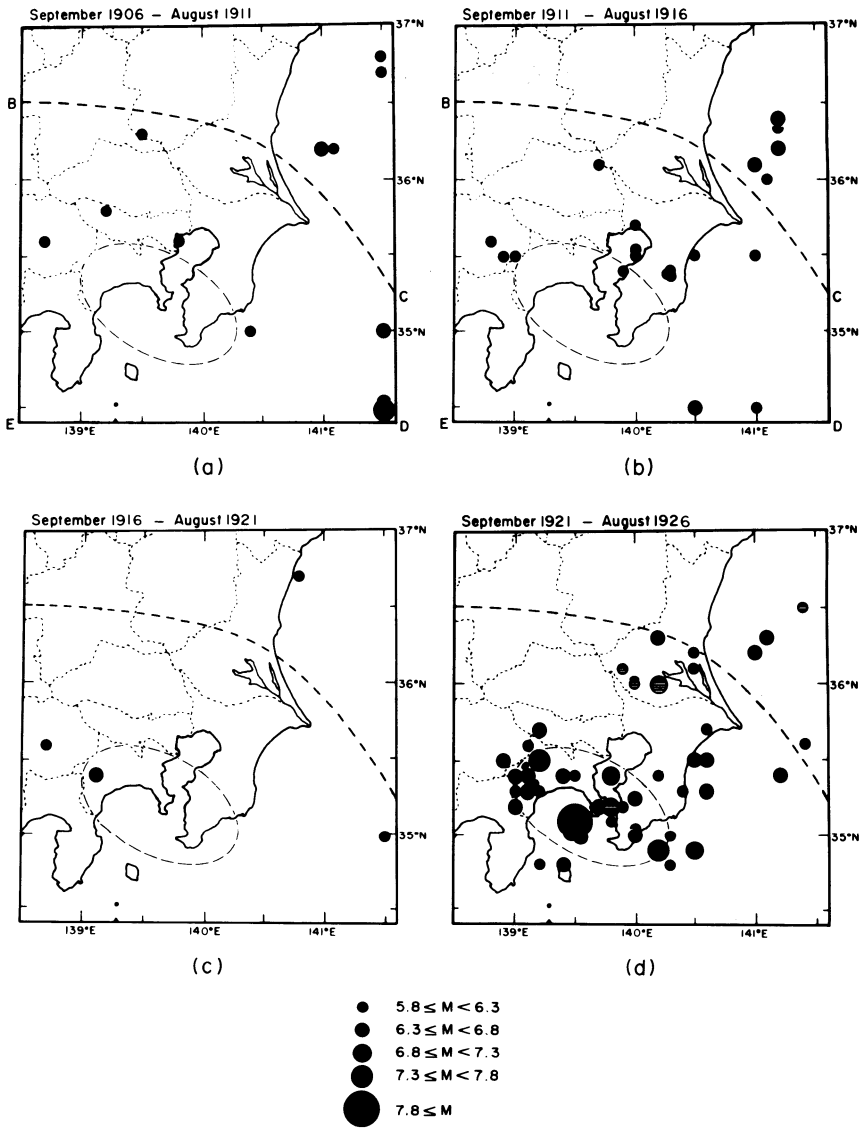 September 1906 – August 1911
September 1911 – August 1916
37°N
37°N
B
B
36°N
36°N
C
C
35°N
35°N
E
139°E
140°E
141°E
D
E
139°E
140°E
141°E
D
(a)
(b)
September 1916 – August 1921
September 1921 – August 1926
37°N
37°N
36°N
36°N
35°N
35°N
139°E
140°E
141°E
139°E
140°E
141°E
(c)
(d)
5.8 ≤ M < 6.3
6.3 ≤ M < 6.8
6.8 ≤ M < 7.3
7.3 ≤ M < 7.8
7.8 ≤ M